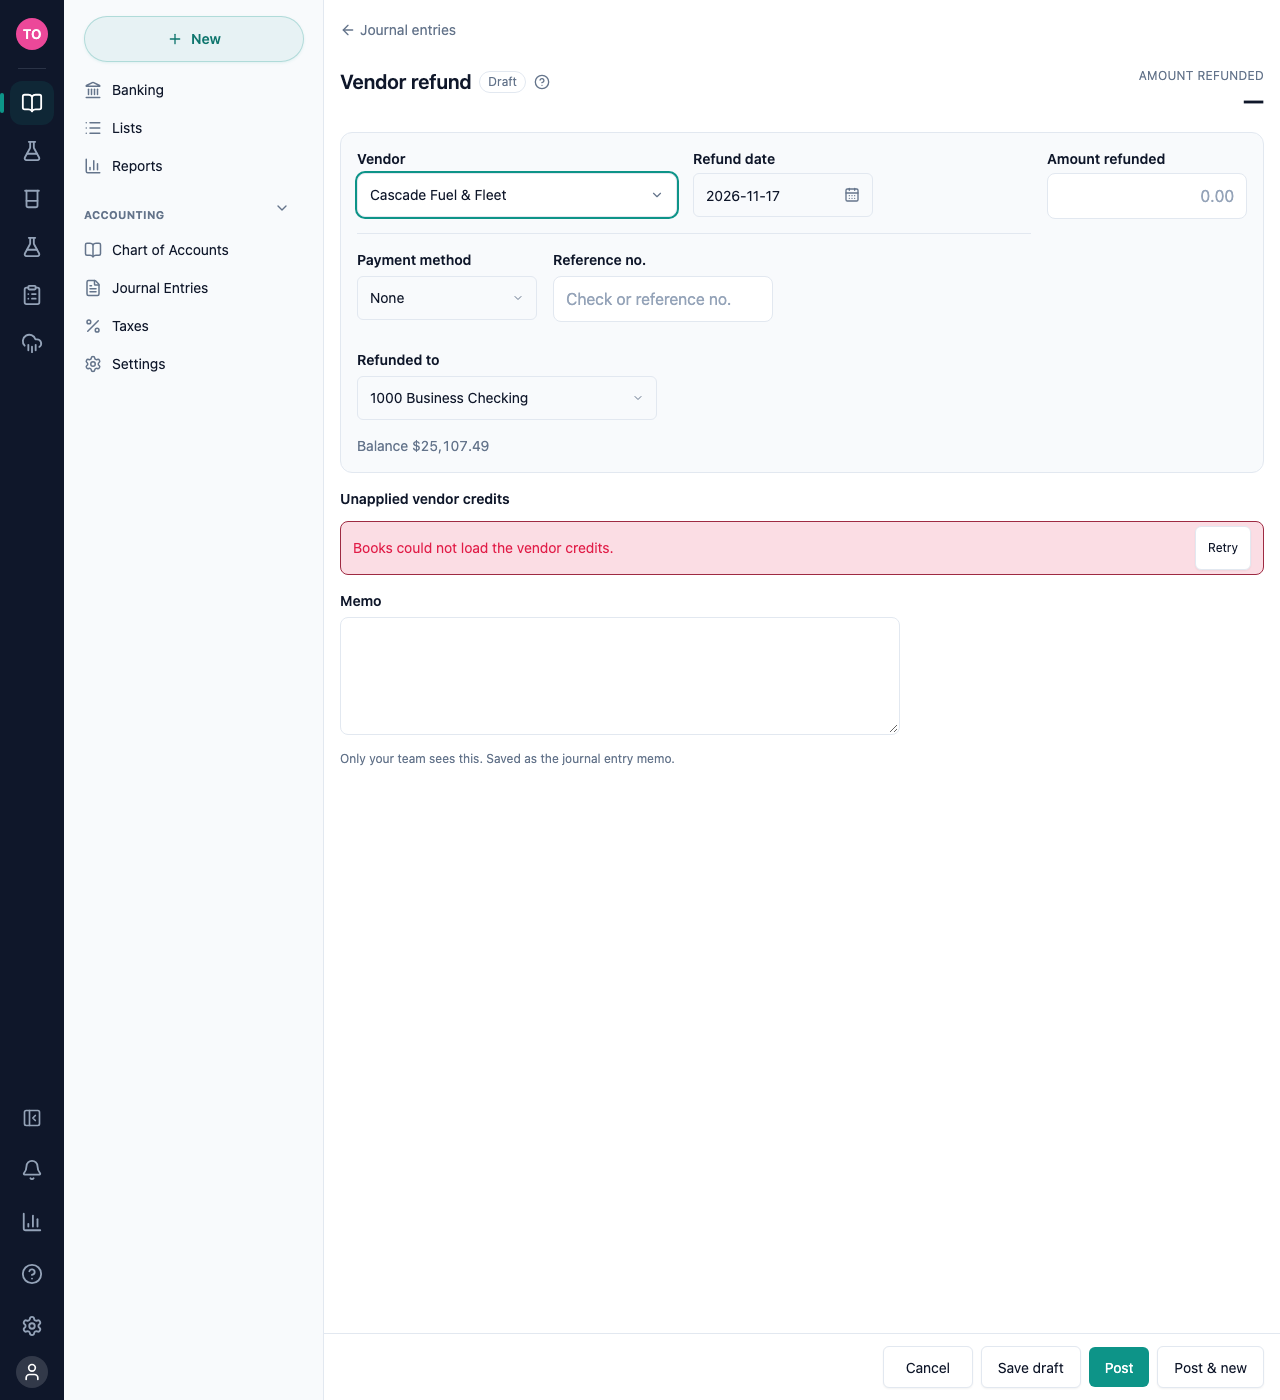 TO
New
Banking
Lists
Reports
ACCOUNTING
Chart of Accounts
Journal Entries
Taxes
Settings
Journal entries
Vendor refund
Draft
AMOUNT REFUNDED
—
Vendor
Cascade Fuel & Fleet
Refund date
2026-11-17
Amount refunded
0.00
Payment method
None
Reference no.
Check or reference no.
Refunded to
1000 Business Checking
Balance $25,107.49
Unapplied vendor credits
Books could not load the vendor credits.
Retry
Memo
Only your team sees this. Saved as the journal entry memo.
Cancel
Save draft
Post
Post & new